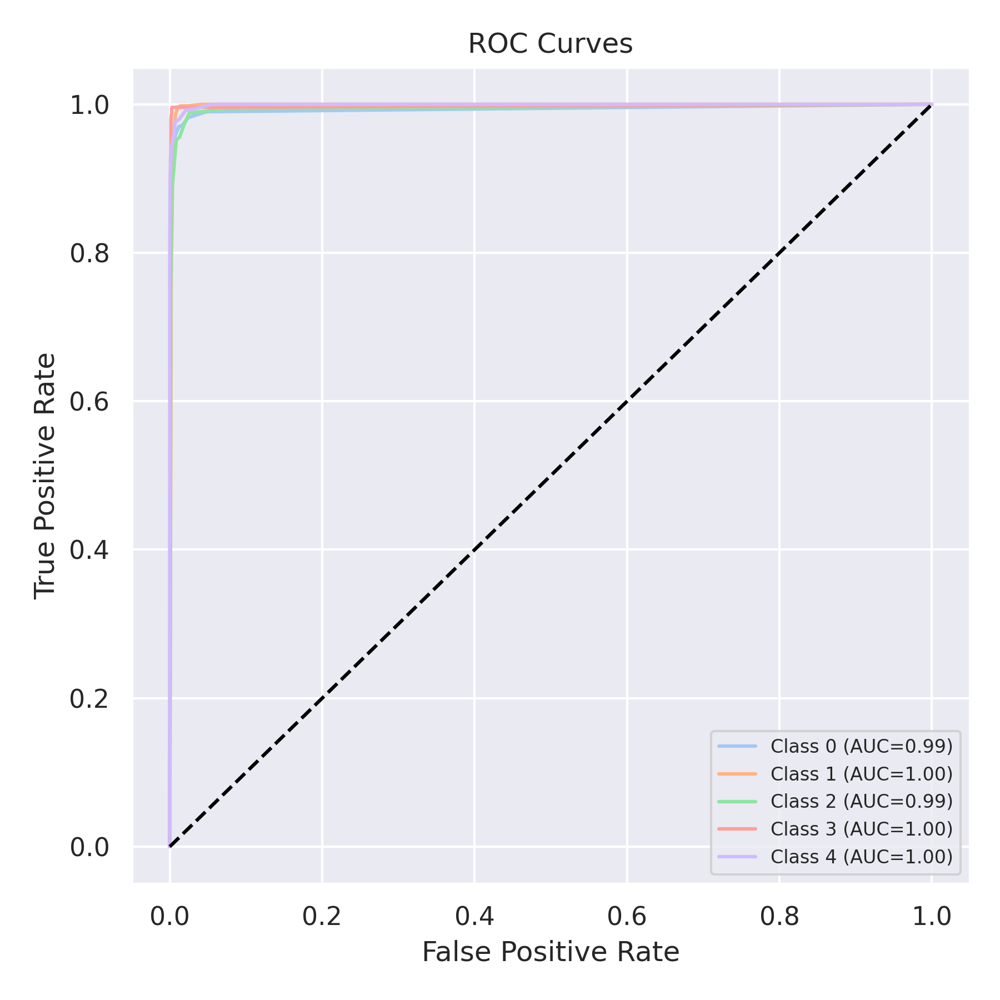 ROC Curves
True Positive Rate
1.0
0.8
0.6
0.4
0.2
0.0
Class 0 (AUC=0.99)
Class 1 (AUC=1.00)
Class 2 (AUC=0.99)
Class 3 (AUC=1.00)
Class 4 (AUC=1.00)
0.0 0.2 0.4 0.6 0.8 1.0
False Positive Rate